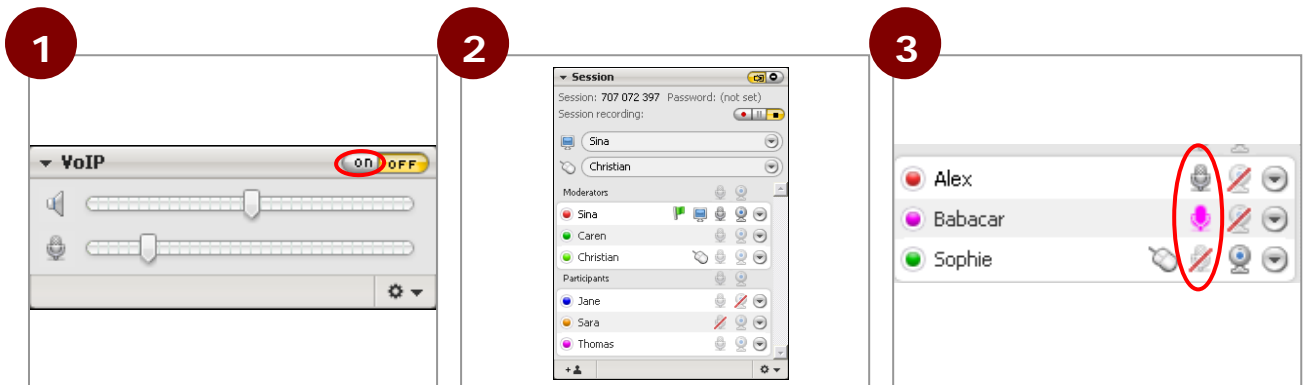 1
VoIP
on OFF
2
Session
Session: 707 072 397 Password: (not set)
Session recording:
Sina
Christian
Moderators
Sina
Caren
Christian
Participants
Jane
Sara
Thomas
3
Alex
Babacar
Sophie